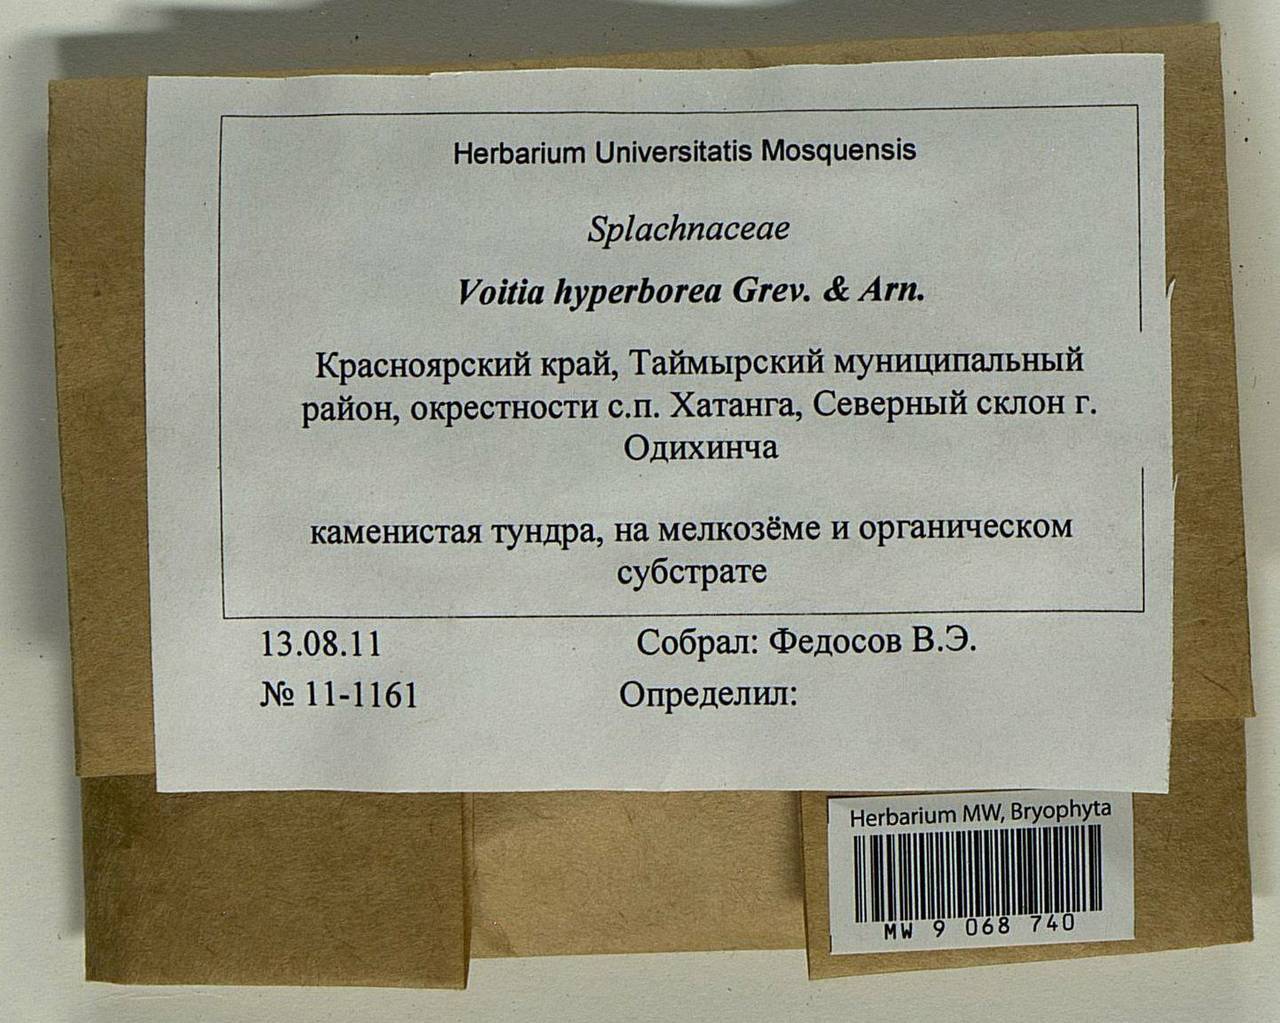 Herbarium Universitatis Mosquensis
Splachnaceae
Voitia hyperborea Grev. & Arn.
Красноярский край, Таймырский муниципальный
район, окрестности с.п. Хатанга, Северный склон г.
Одихинча
каменистая тундра, на мелкозёме и органическом
субстрате
13.08.11 Собрал: Федосов В.Э.
№ 11-1161 Определил:
Herbarium MW, Bryophyta
MW 9 068 740